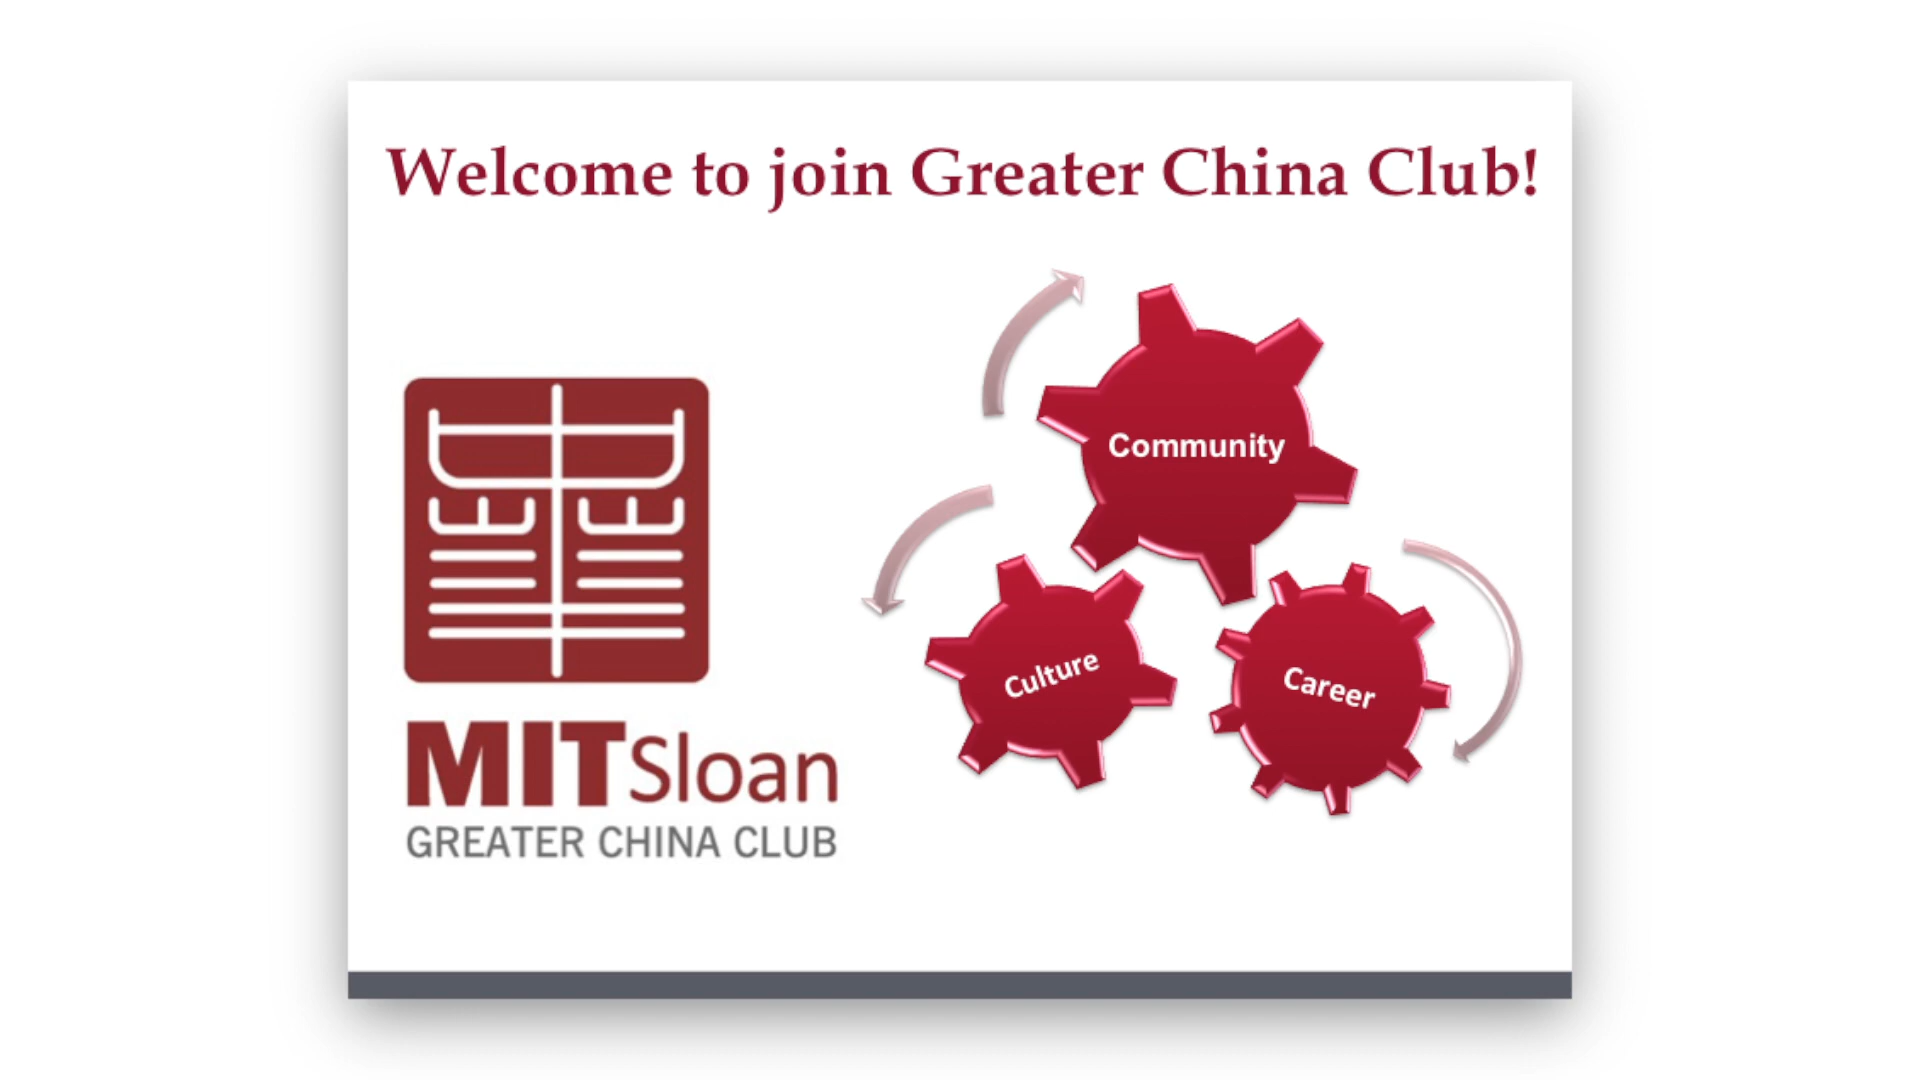 Welcome to join Greater China Club!
Community
Culture
Career
MITSloan
GREATER CHINA CLUB